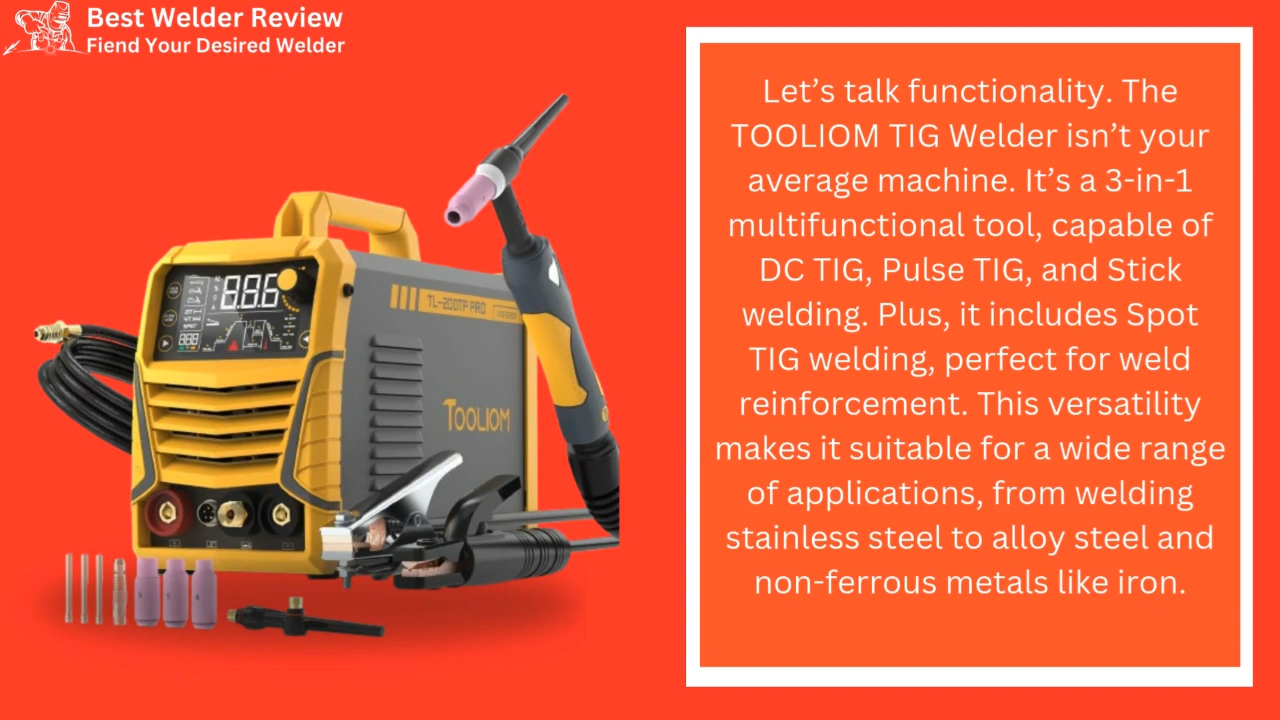 Best Welder Review
Fiend Your Desired Welder
Let's talk functionality. The
TOOLIOM TIG Welder isn't your
average machine. It's a 3-in-1
multifunctional tool, capable of
DC TIG, Pulse TIG, and Stick
welding. Plus, it includes Spot
TIG welding, perfect for weld
reinforcement. This versatility
makes it suitable for a wide range
of applications, from welding
stainless steel to alloy steel and
non-ferrous metals like iron.
8.8.6
TL-200TP PRO
TOOLIOM